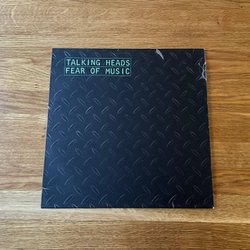 TALKING HEADS
FEAR OF MUSIC